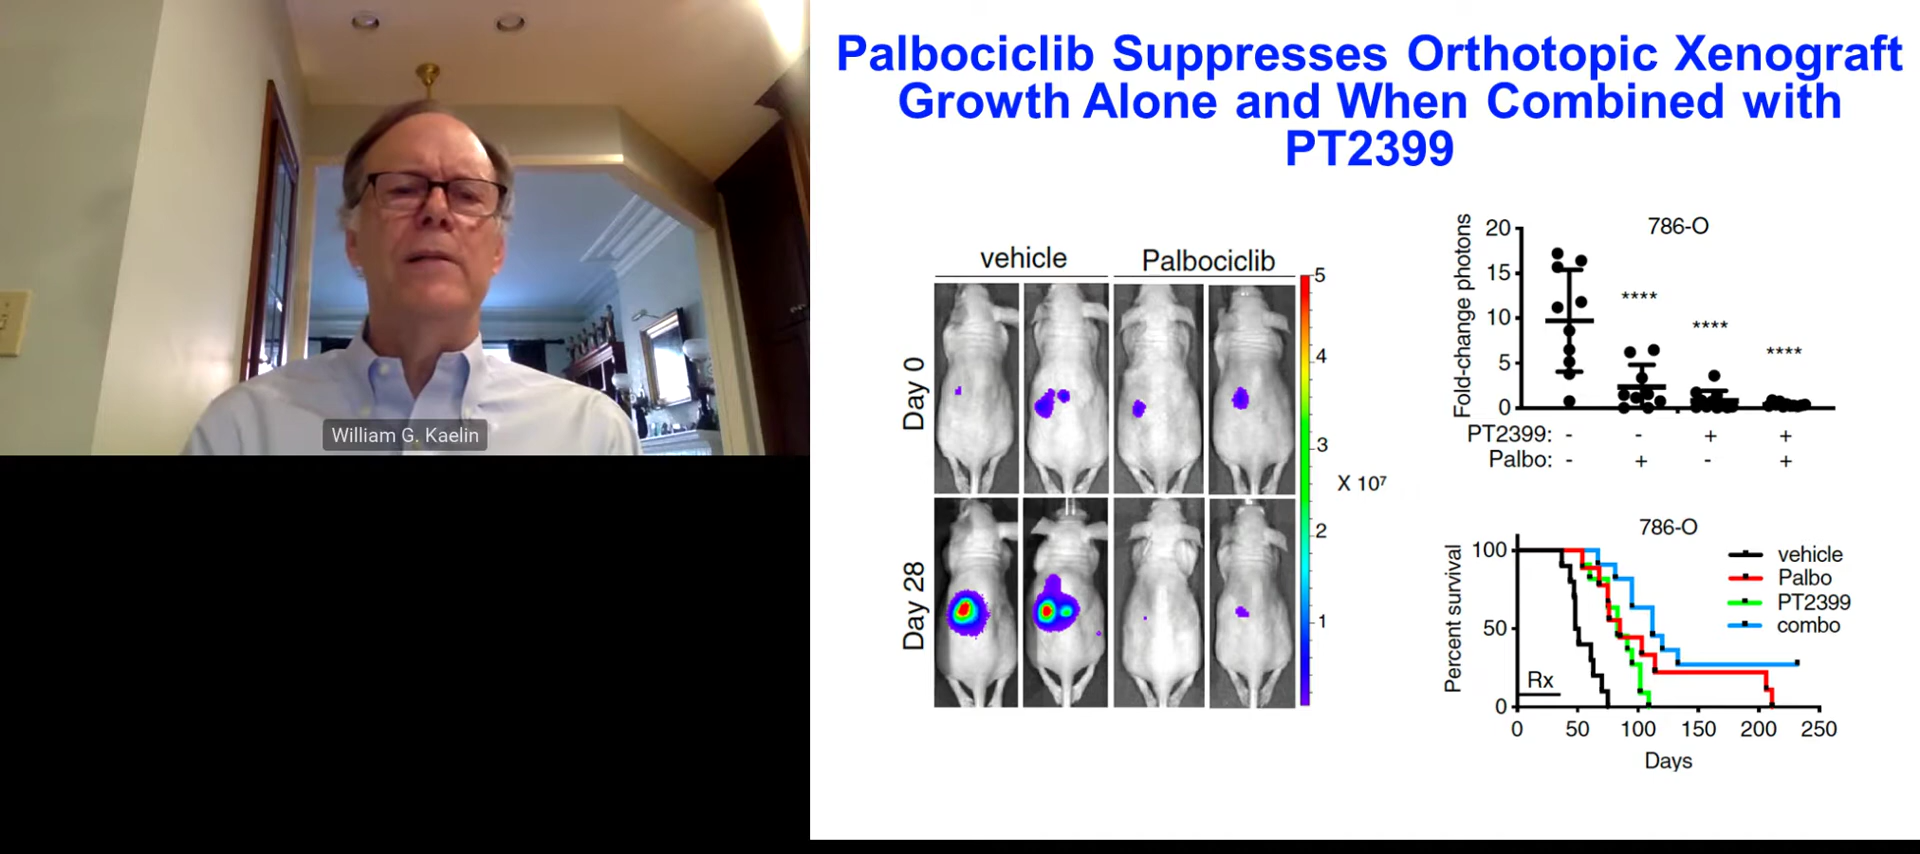 William G. Kaelin
Palbociclib Suppresses Orthotopic Xenograft
Growth Alone and When Combined with
PT2399
vehicle
Palbociclib
Day 0
Day 28
5
4
3
2
1
X 10⁷
786-O
Fold-change photons
20
15
10
5
0
****
****
****
PT2399: - - + +
Palbo: - + - +
786-O
Percent survival
100
50
0
Rx
vehicle
Palbo
PT2399
combo
0 50 100 150 200 250
Days